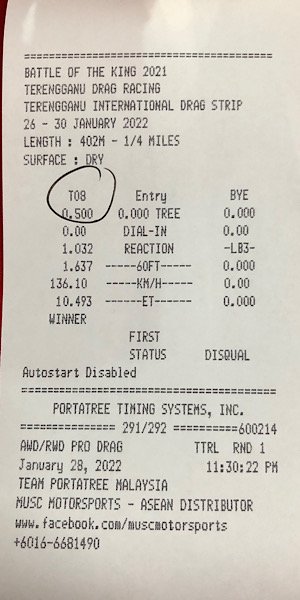 ========================================
BATTLE OF THE KING 2021
TERENGGANU DRAG RACING
TERENGGANU INTERNATIONAL DRAG STRIP
26 - 30 JANUARY 2022
LENGTH : 402M - 1/4 MILES
SURFACE : DRY
T08 Entry BYE
0.500 0.000 TREE 0.000
0.00 DIAL-IN 0.00
1.032 REACTION -LB3-
1.637 -----60FT----- 0.000
136.10 -----KM/H----- 0.00
10.493 ------ET------ 0.000
WINNER
FIRST
STATUS DISQUAL
Autostart Disabled
========================================
PORTATREE TIMING SYSTEMS, INC.
=============== 291/292 ==========600214
AWD/RWD PRO DRAG TTRL RND 1
January 28, 2022 11:30:22 PM
TEAM PORTATREE MALAYSIA
MUSC MOTORSPORTS - ASEAN DISTRIBUTOR
www.facebook.com/muscmotorsports
+6016-6681490